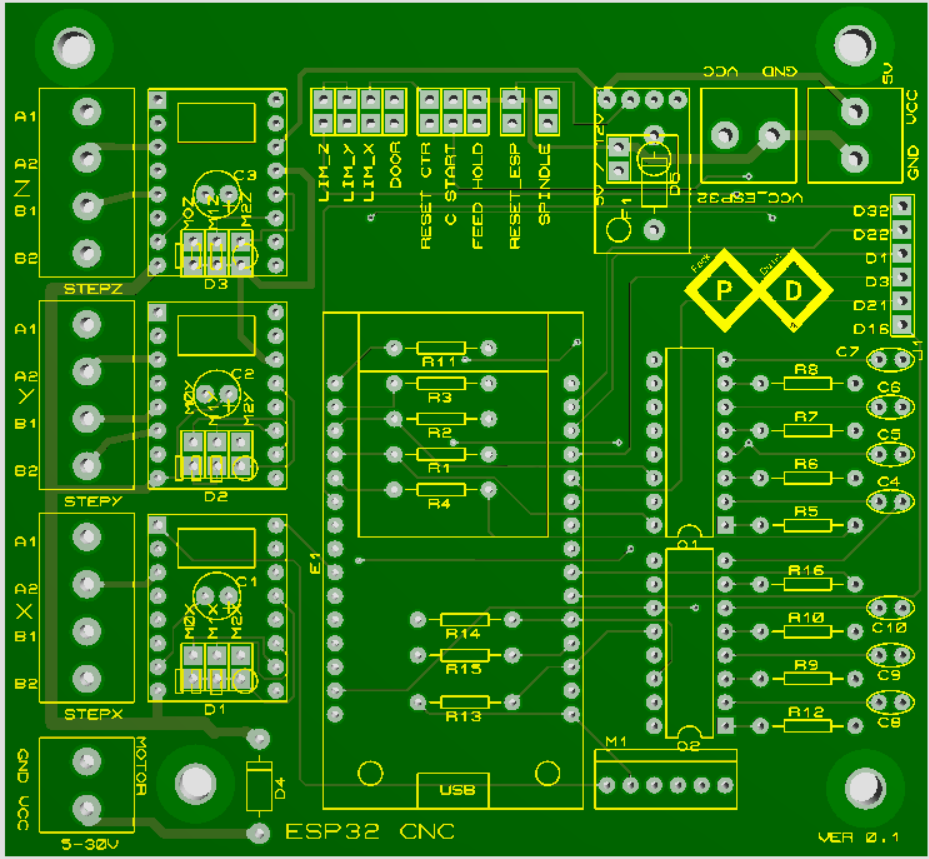 VCC GND
5V
A1
A2
Z
B1
B2
STEPZ
C3
M0Z
M1Z
M2Z
D3
LIM_Z
LIM_Y
LIM_X
DOOR
RESET CTR
C START
FEED HOLD
RESET_ESP
SPINDLE
5V / 12V
F1
D5
VCC_ESP32
VCC
GND
D32
D22
D1
D3
D21
D16
J1
P D
A1
A2
Y
B1
B2
STEPY
C2
M0Y
M1Y
M2Y
D2
R11
R3
R2
R1
R4
E1
R14
R15
R13
USB
C7
R8
C6
R7
C5
R6
C4
R5
O1
R16
R10
C10
R9
C9
R12
C8
O2
M1
A1
A2
X
B1
B2
STEPX
C1
M0X
M2X
D1
GND
VCC
MOTOR
5-30V
D4
ESP32 CNC
VER 0.1